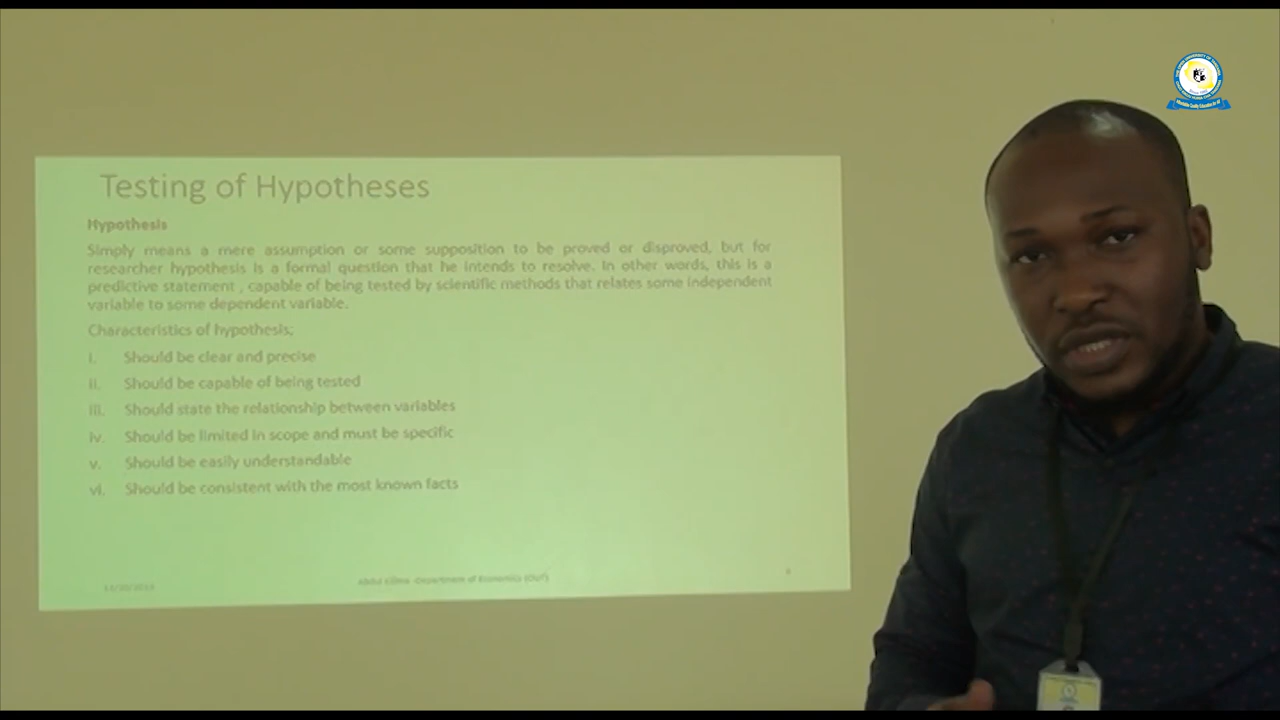 Testing of Hypotheses
Hypothesis
Simply means a mere assumption or some supposition to be proved or disproved, but for
researcher hypothesis is a formal question that he intends to resolve. In other words, this is a
predictive statement , capable of being tested by scientific methods that relates some independent
variable to some dependent variable.
Characteristics of hypothesis;
i. Should be clear and precise
ii. Should be capable of being tested
iii. Should state the relationship between variables
iv. Should be limited in scope and must be specific
v. Should be easily understandable
vi. Should be consistent with the most known facts
Abdul -Department of Economics (OUT)